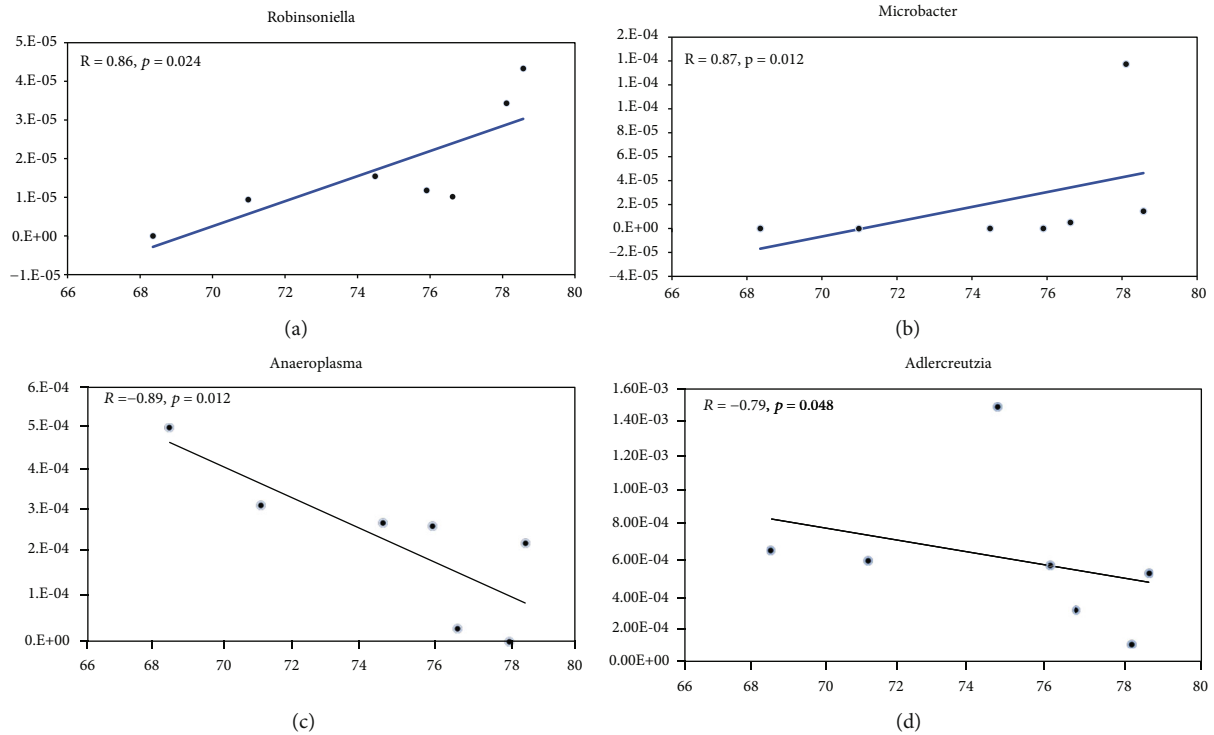 Robinsoniella
R = 0.86, p = 0.024
5.E-05
4.E-05
3.E-05
2.E-05
1.E-05
0.E+00
–1.E-05
66 68 70 72 74 76 78 80
(a)
Microbacter
R = 0.87, p = 0.012
2.E-04
1.E-04
1.E-04
1.E-04
8.E-05
6.E-05
4.E-05
2.E-05
0.E+00
–2.E-05
–4.E-05
66 68 70 72 74 76 78 80
(b)
Anaeroplasma
R =–0.89, p = 0.012
6.E-04
5.E-04
4.E-04
3.E-04
2.E-04
1.E-04
0.E+00
66 68 70 72 74 76 78 80
(c)
Adlercreutzia
R = –0.79, p = 0.048
1.60E-03
1.40E-03
1.20E-03
1.00E-03
8.00E-04
6.00E-04
4.00E-04
2.00E-04
0.00E+00
66 68 70 72 74 76 78 80
(d)